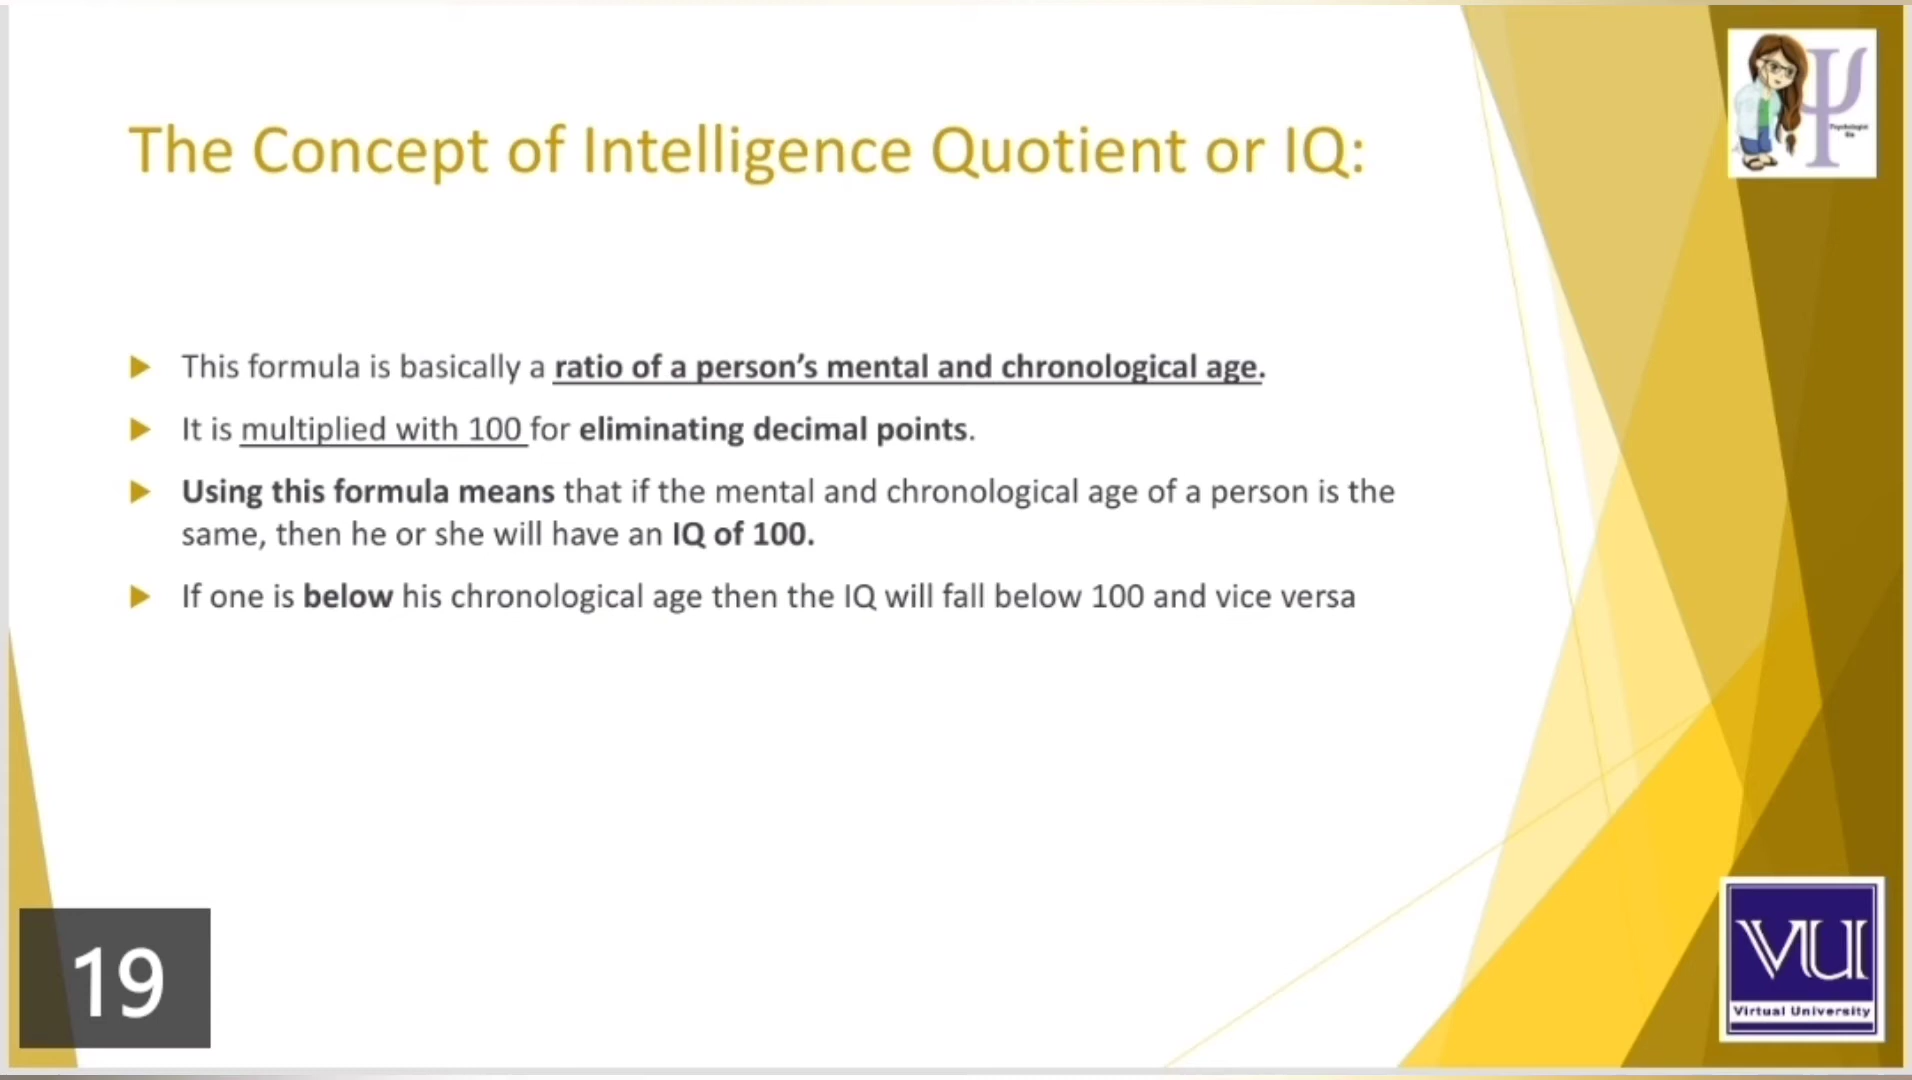 The Concept of Intelligence Quotient or IQ:
This formula is basically a ratio of a person's mental and chronological age.
It is multiplied with 100 for eliminating decimal points.
Using this formula means that if the mental and chronological age of a person is the
same, then he or she will have an IQ of 100.
If one is below his chronological age then the IQ will fall below 100 and vice versa
19
VU
Virtual University